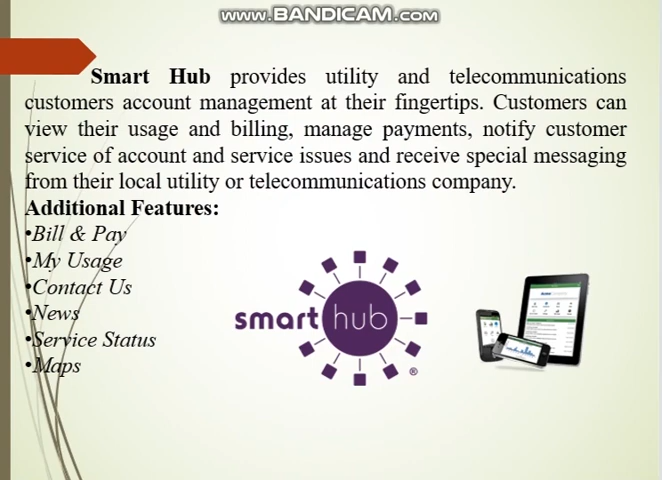 www.BANDICAM.com
Smart Hub provides utility and telecommunications
customers account management at their fingertips. Customers can
view their usage and billing, manage payments, notify customer
service of account and service issues and receive special messaging
from their local utility or telecommunications company.
Additional Features:
•Bill & Pay
•My Usage
•Contact Us
•News
•Service Status
•Maps
smart hub ®